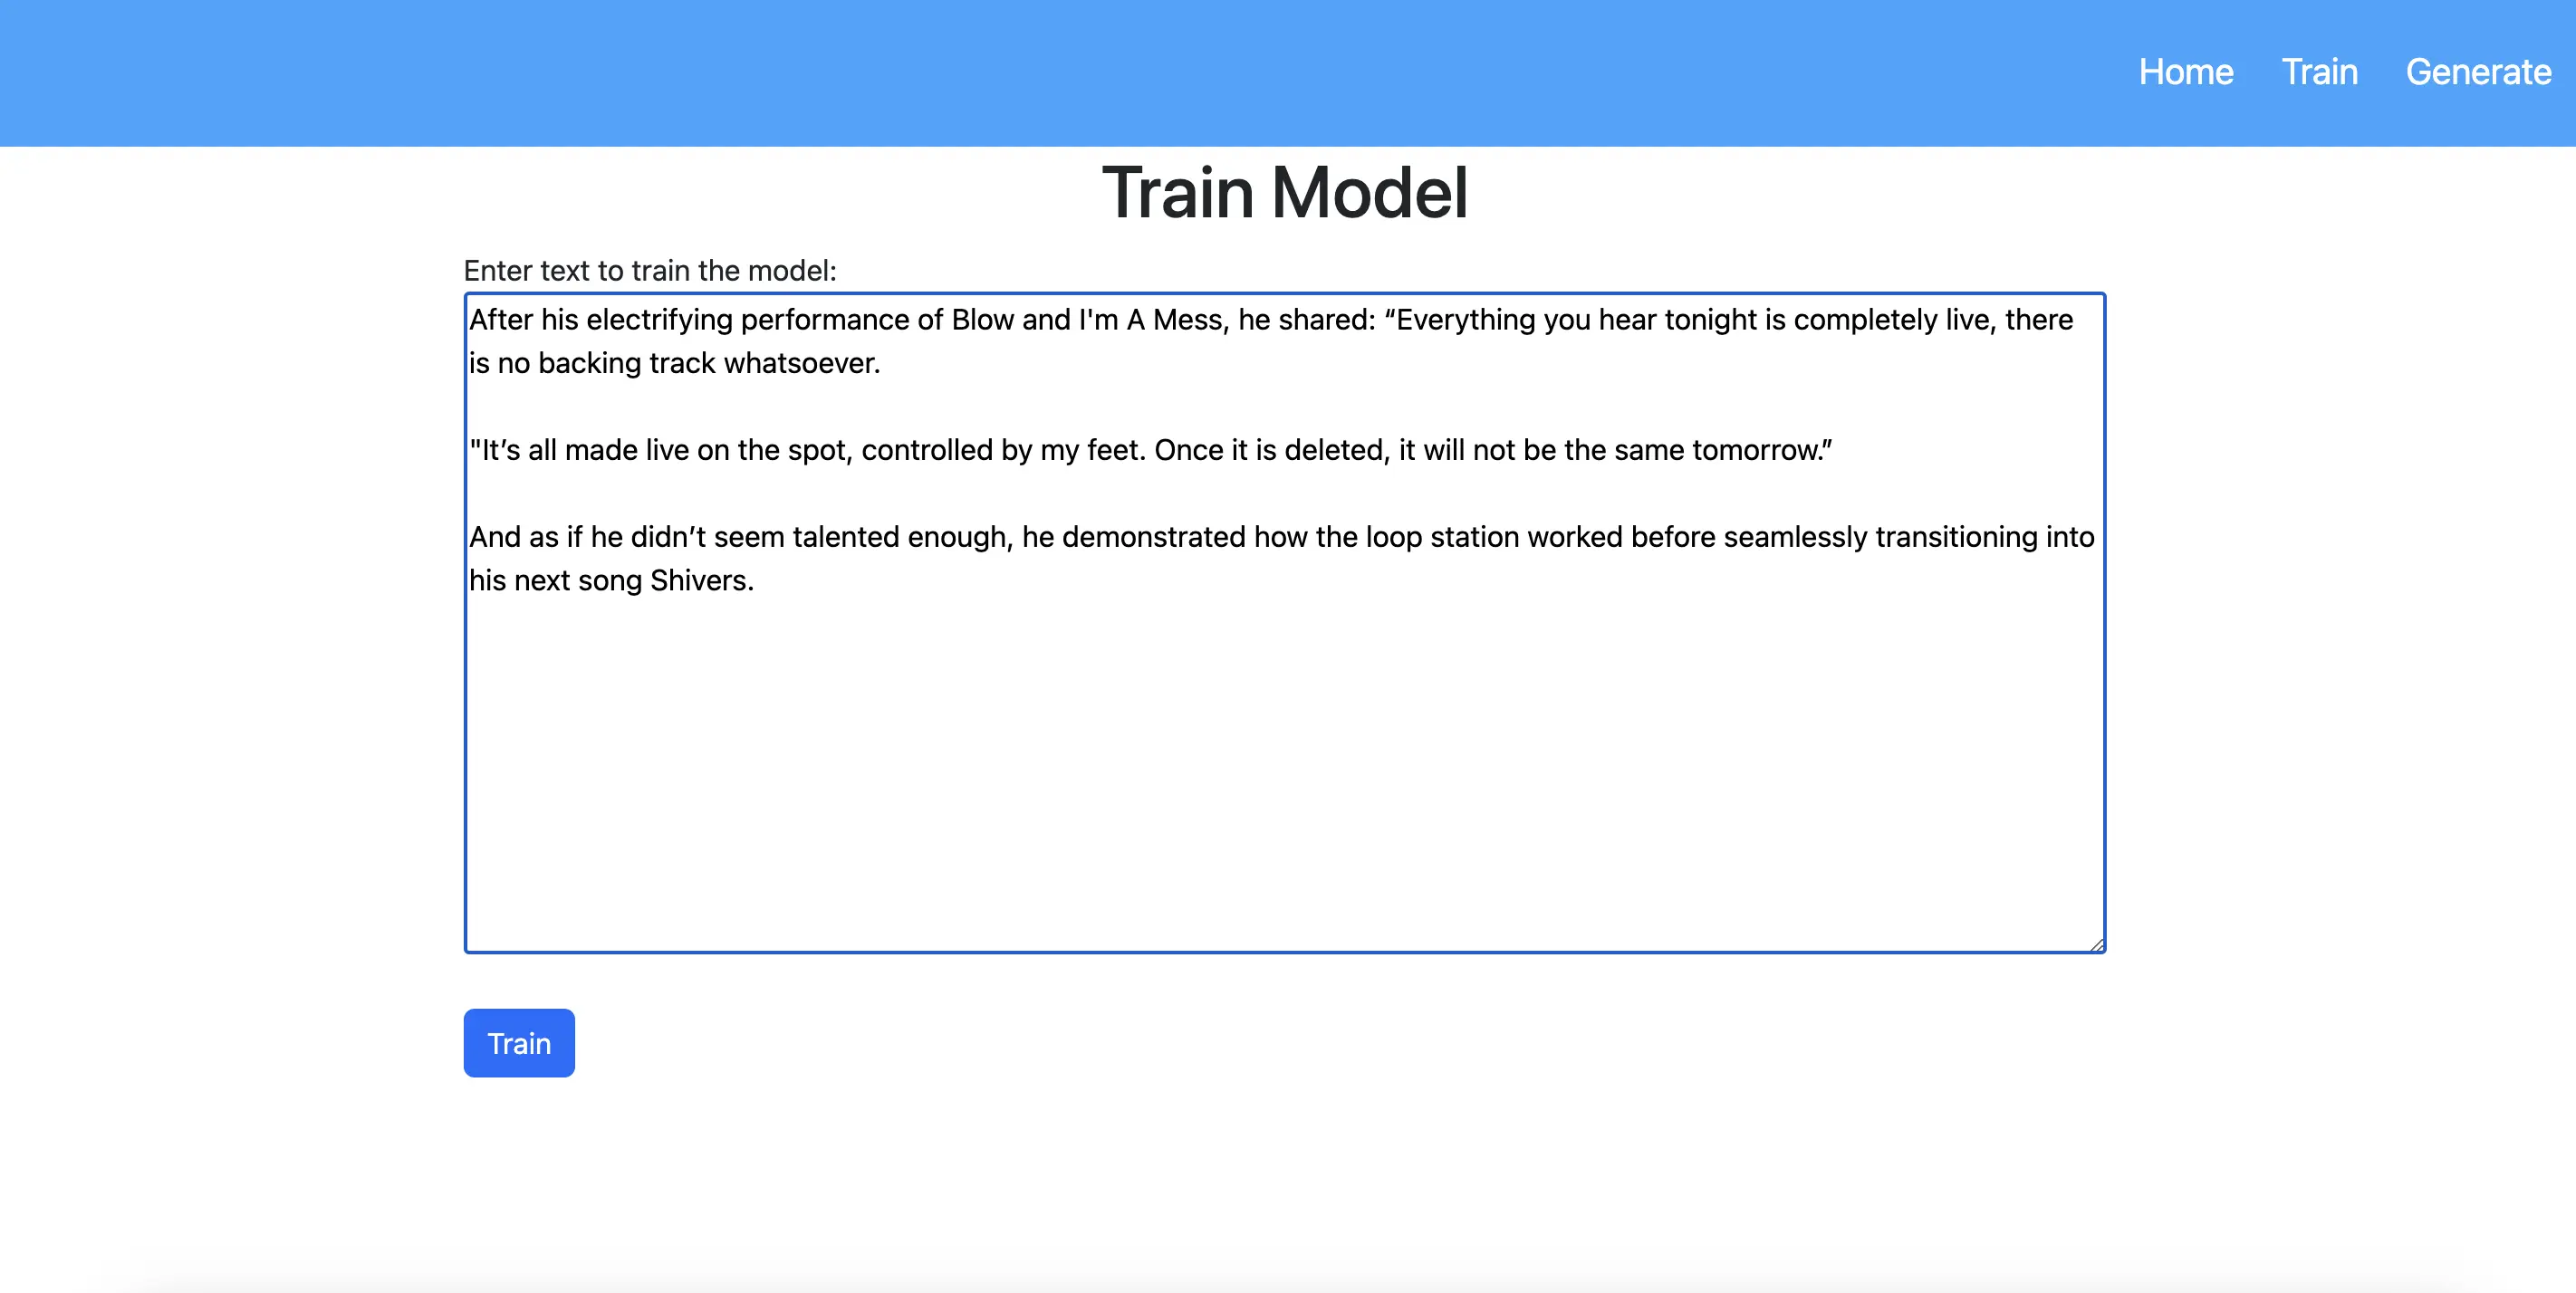 Home Train Generate
Train Model
Enter text to train the model:
After his electrifying performance of Blow and I'm A Mess, he shared: “Everything you hear tonight is completely live, there
is no backing track whatsoever.
"It’s all made live on the spot, controlled by my feet. Once it is deleted, it will not be the same tomorrow.”
And as if he didn’t seem talented enough, he demonstrated how the loop station worked before seamlessly transitioning into
his next song Shivers.
Train